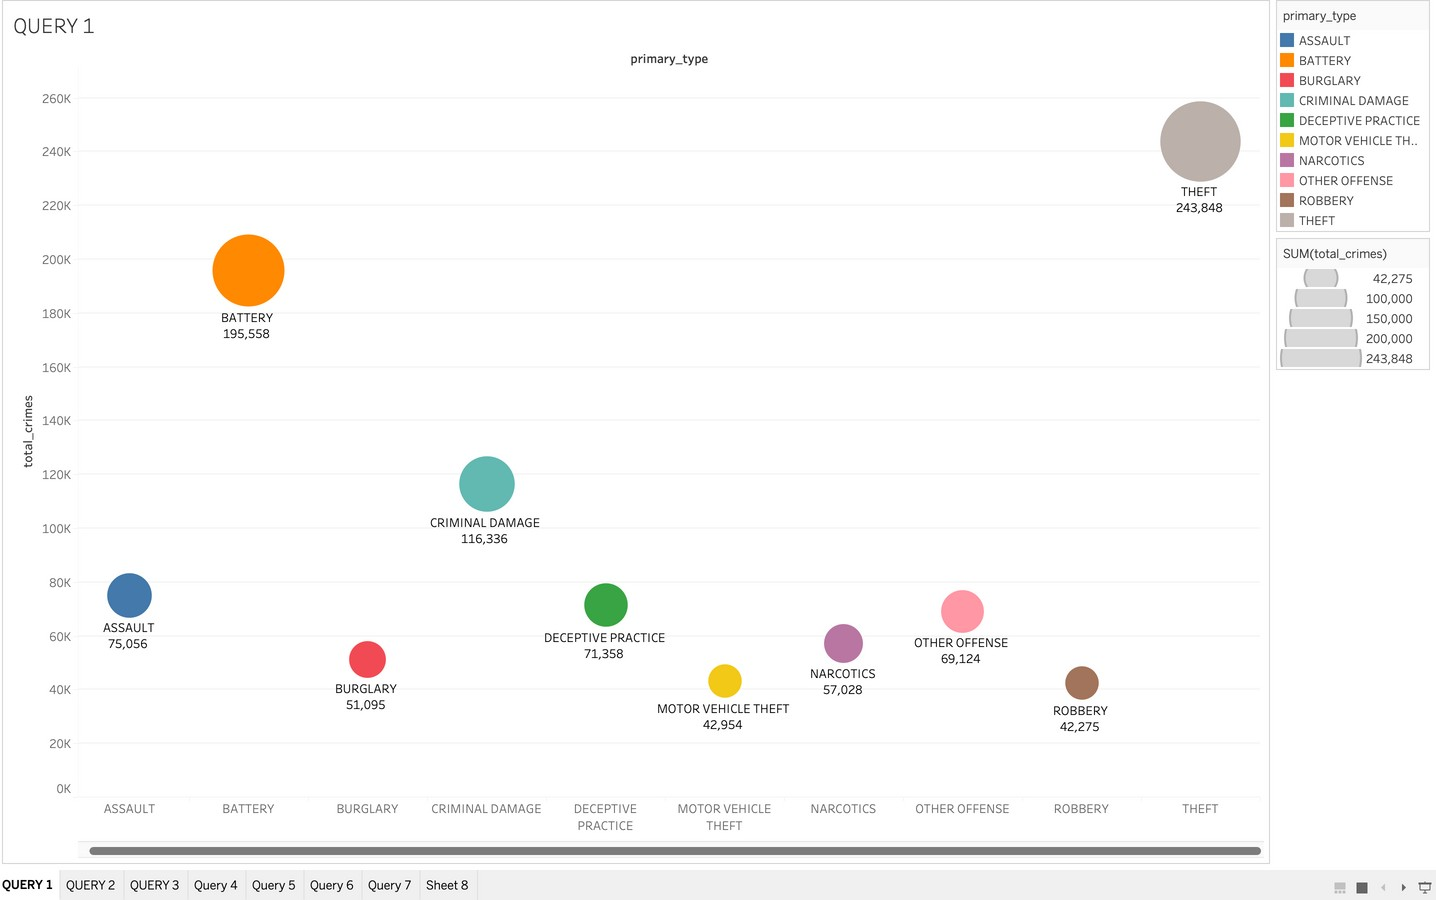 QUERY 1
primary_type
260K
240K
220K
200K
180K
160K
140K
120K
100K
80K
60K
40K
20K
0K
total_crimes
THEFT
243,848
BATTERY
195,558
CRIMINAL DAMAGE
116,336
ASSAULT
75,056
BURGLARY
51,095
DECEPTIVE PRACTICE
71,358
MOTOR VEHICLE THEFT
42,954
NARCOTICS
57,028
OTHER OFFENSE
69,124
ROBBERY
42,275
ASSAULT
BATTERY
BURGLARY
CRIMINAL DAMAGE
DECEPTIVE
PRACTICE
MOTOR VEHICLE
THEFT
NARCOTICS
OTHER OFFENSE
ROBBERY
THEFT
primary_type
ASSAULT
BATTERY
BURGLARY
CRIMINAL DAMAGE
DECEPTIVE PRACTICE
MOTOR VEHICLE TH..
NARCOTICS
OTHER OFFENSE
ROBBERY
THEFT
SUM(total_crimes)
42,275
100,000
150,000
200,000
243,848
QUERY 1 QUERY 2 QUERY 3 Query 4 Query 5 Query 6 Query 7 Sheet 8